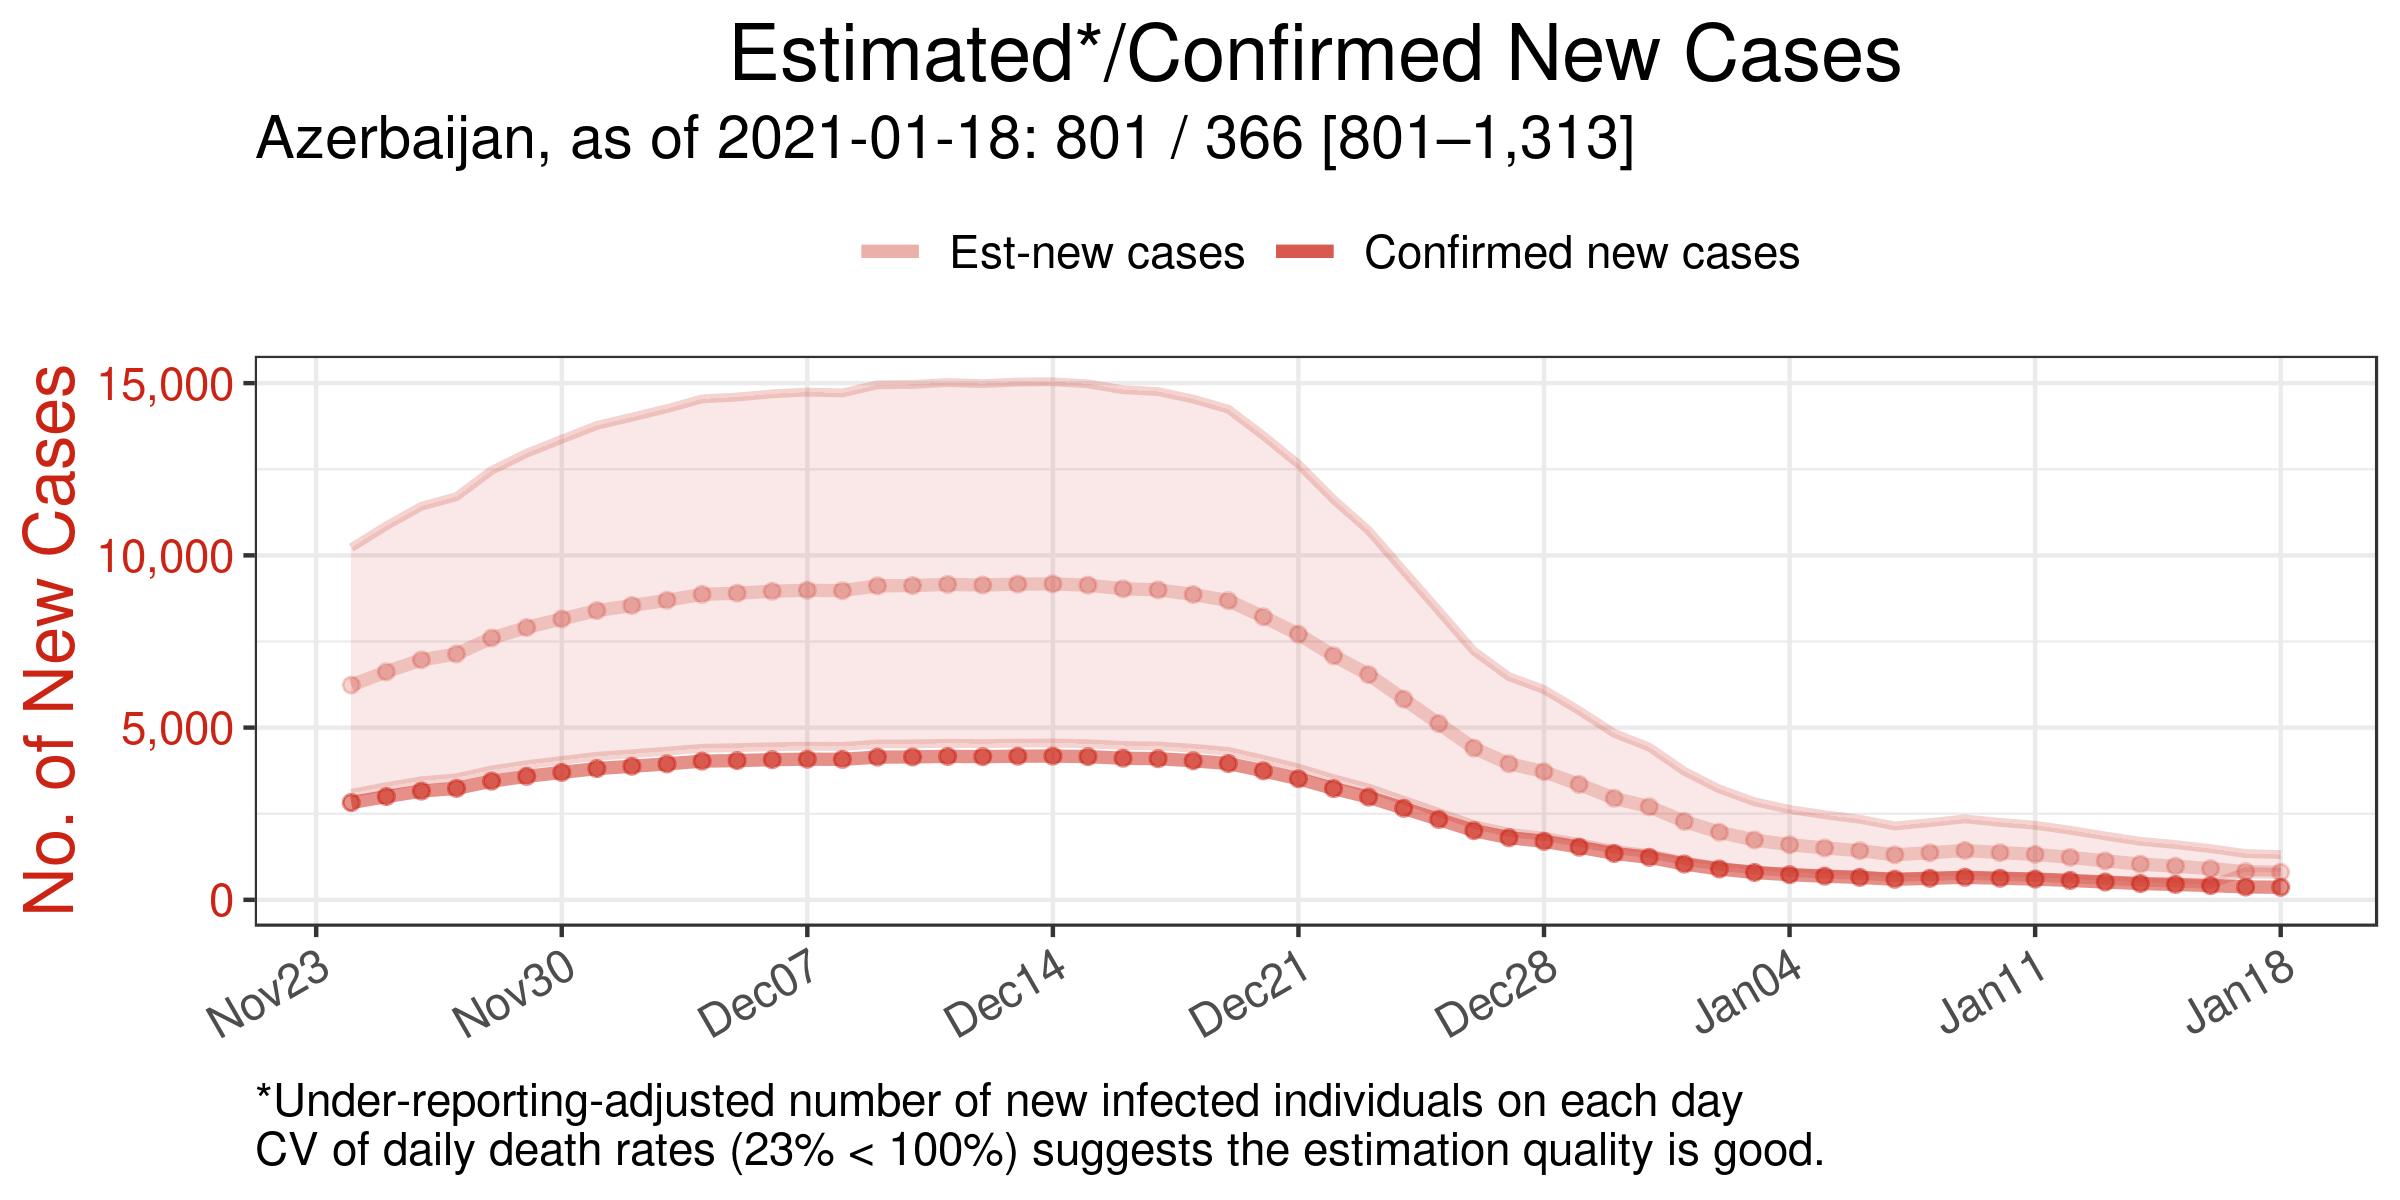 Estimated*/Confirmed New Cases
Azerbaijan, as of 2021-01-18: 801 / 366 [801–1,313]
Est-new cases
Confirmed new cases
No. of New Cases
15,000
10,000
5,000
0
Nov23
Nov30
Dec07
Dec14
Dec21
Dec28
Jan04
Jan11
Jan18
*Under-reporting-adjusted number of new infected individuals on each day
CV of daily death rates (23% < 100%) suggests the estimation quality is good.